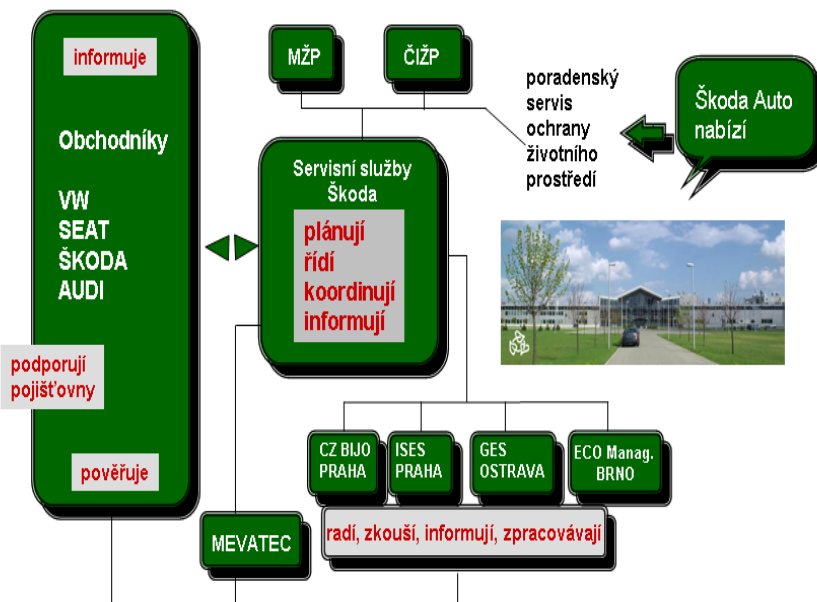 informuje
Obchodníky
VW
SEAT
ŠKODA
AUDI
podporují
pojišťovny
pověřuje
MŽP
ČIŽP
poradenský
servis
ochrany
životního
prostředí
Škoda Auto
nabízí
Servisní služby
Škoda
plánují
řídí
koordinují
informují
CZ BIJO
PRAHA
ISES
PRAHA
GES
OSTRAVA
ECO Manag.
BRNO
MEVATEC
radí, zkouší, informují, zpracovávají